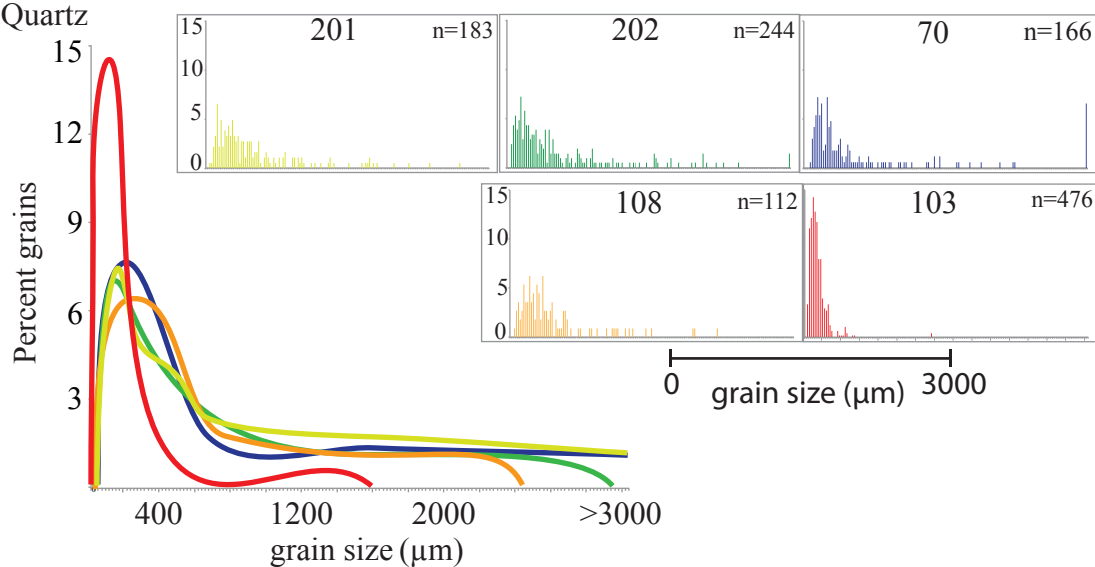 Quartz
Percent grains
15
12
9
6
3
400 1200 2000 >3000
grain size (µm)
201 n=183
15
10
5
0
202 n=244
70 n=166
108 n=112
15
10
5
0
103 n=476
0 grain size (µm) 3000